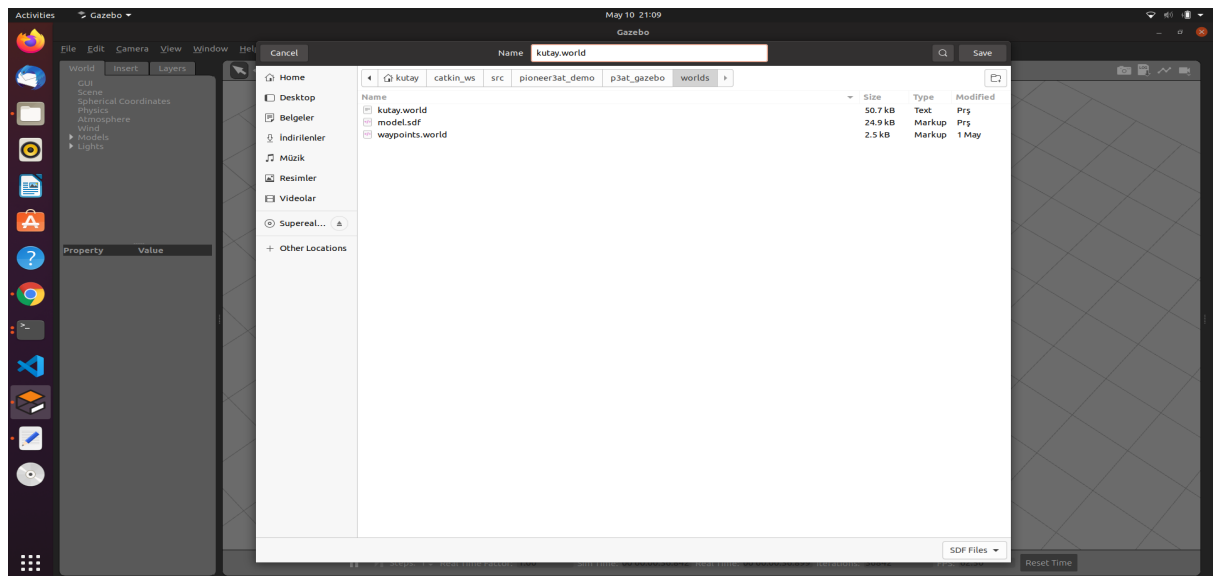 Activities Gazebo May 10 21:09
Gazebo
File Edit Camera View Window Help
Cancel Name kutay.world Save
World Insert Layers
GUI
Scene
Spherical Coordinates
Physics
Atmosphere
Wind
Models
Lights
Property Value
Home
Desktop
Belgeler
İndirilenler
Müzik
Resimler
Videolar
Supereal...
+ Other Locations
kutay catkin_ws src pioneer3at_demo p3at_gazebo worlds
Name Size Type Modified
kutay.world 50.7 kB Text Prş
model.sdf 24.9 kB Markup Prş
waypoints.world 2.5 kB Markup 1 May
SDF Files
Reset Time